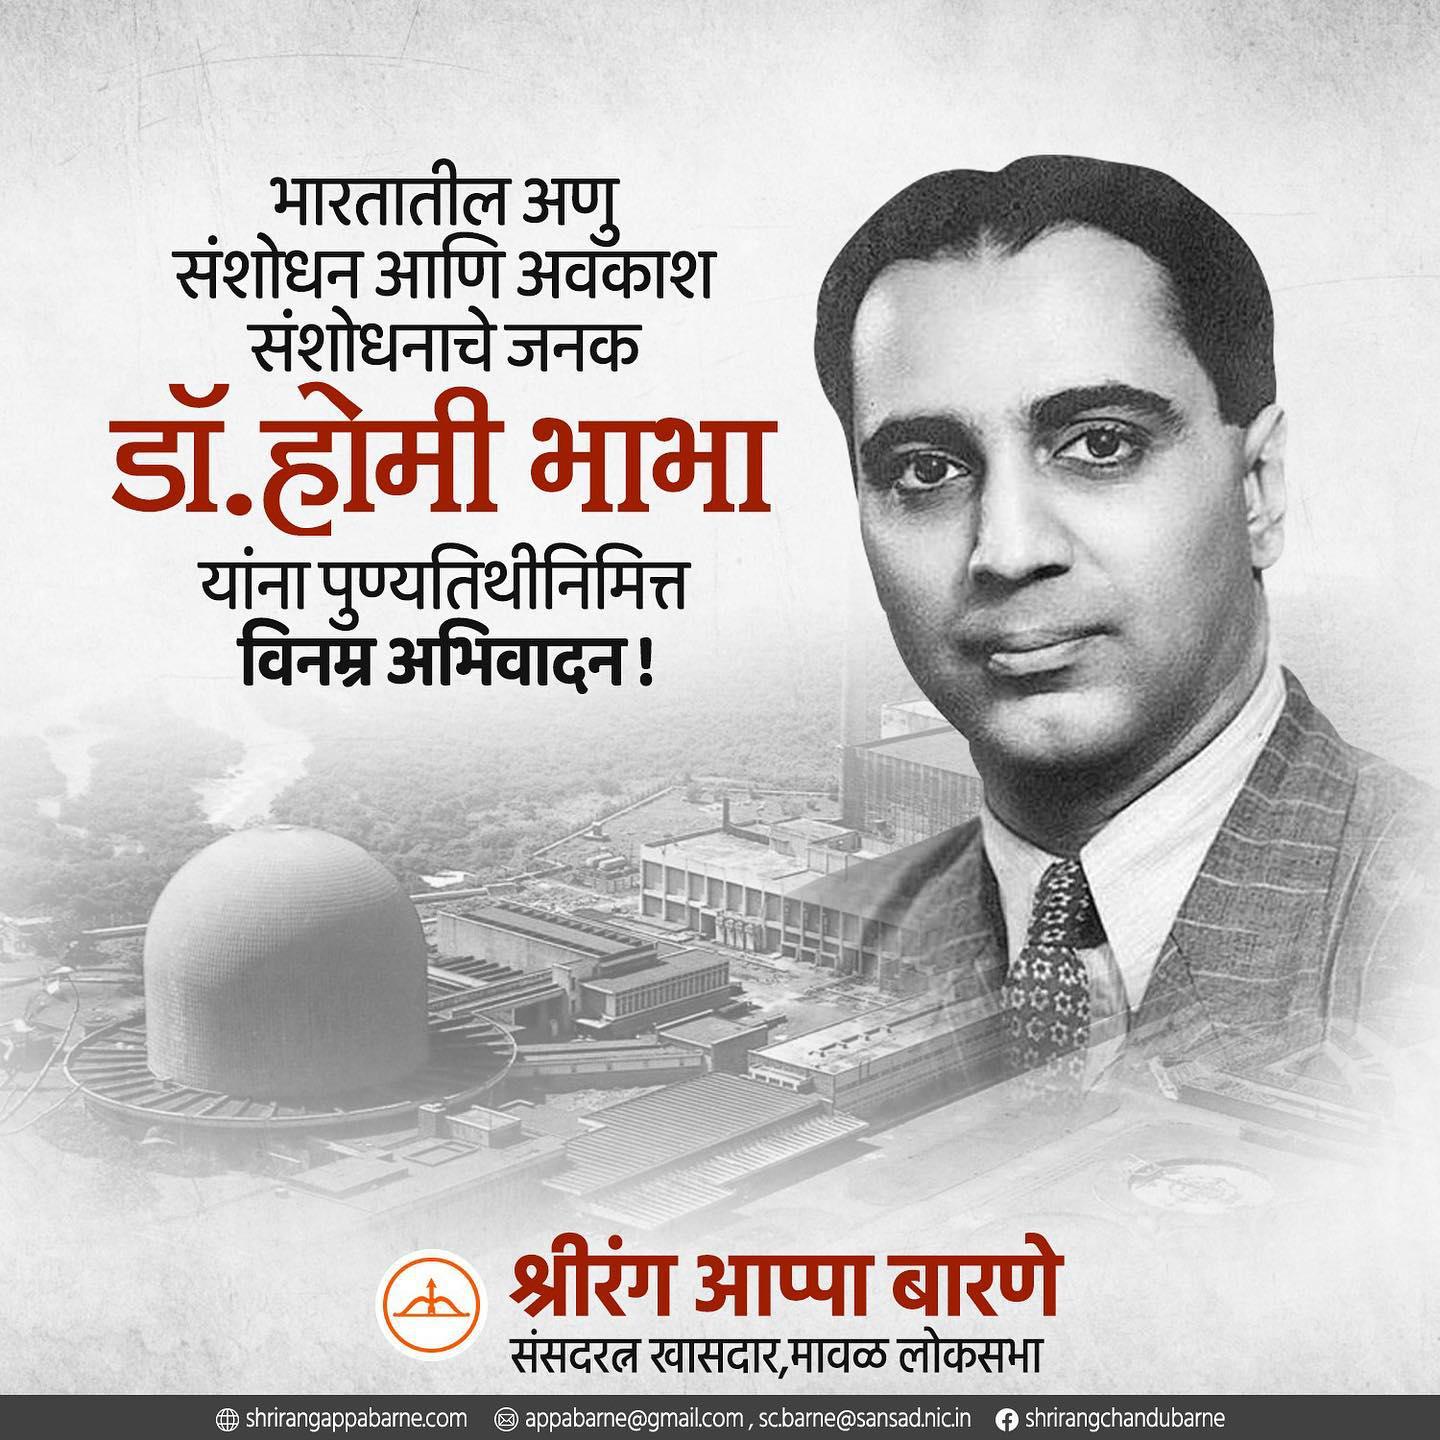 भारतातील अणु
संशोधन आणि अवकाश
संशोधनाचे जनक
डॉ.होमी भाभा
यांना पुण्यतिथीनिमित्त
विनम्र अभिवादन !
श्रीरंग आप्पा बारणे
संसदरत्न खासदार,मावळ लोकसभा
shrirangappabarne.com appabarne@gmail.com , sc.barne@sansad.nic.in shrirangchandubarne